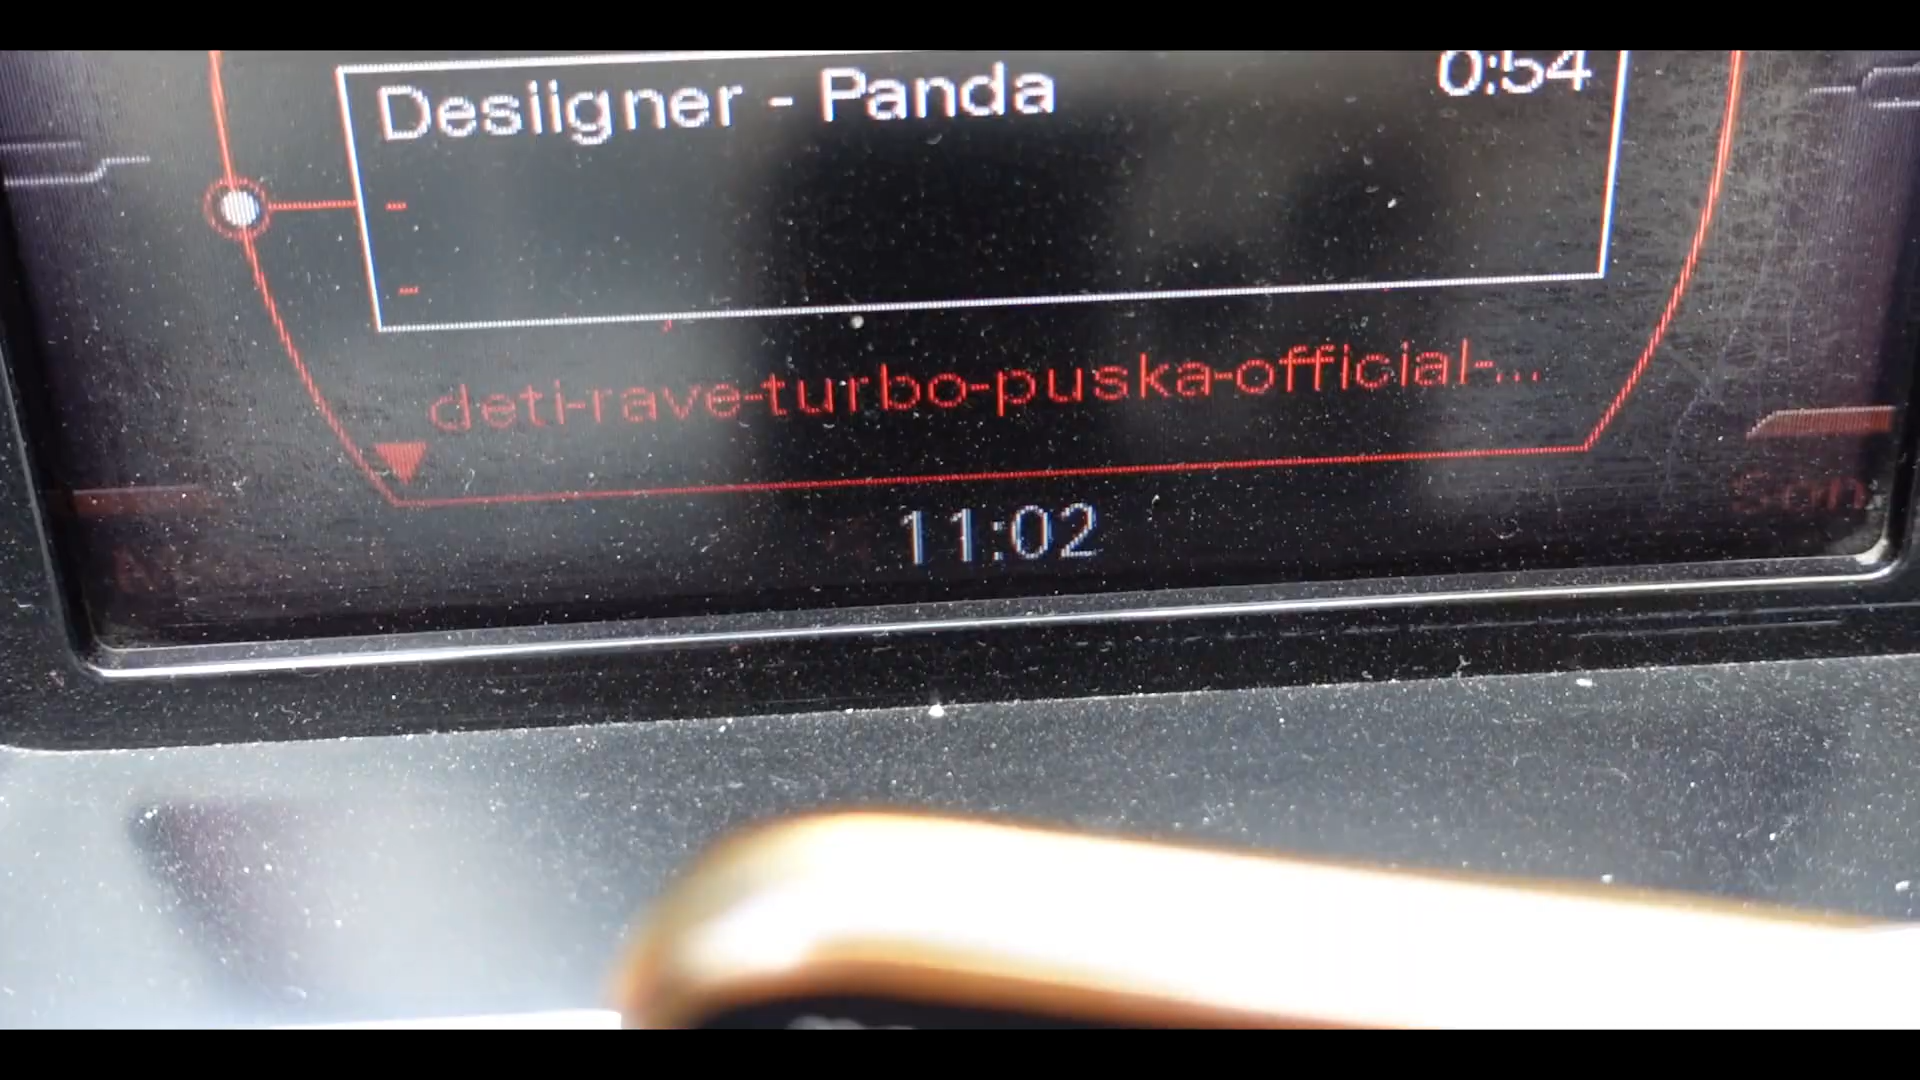 Desiigner - Panda 0:54
-
-
deti-rave-turbo-puska-official-...
11:02